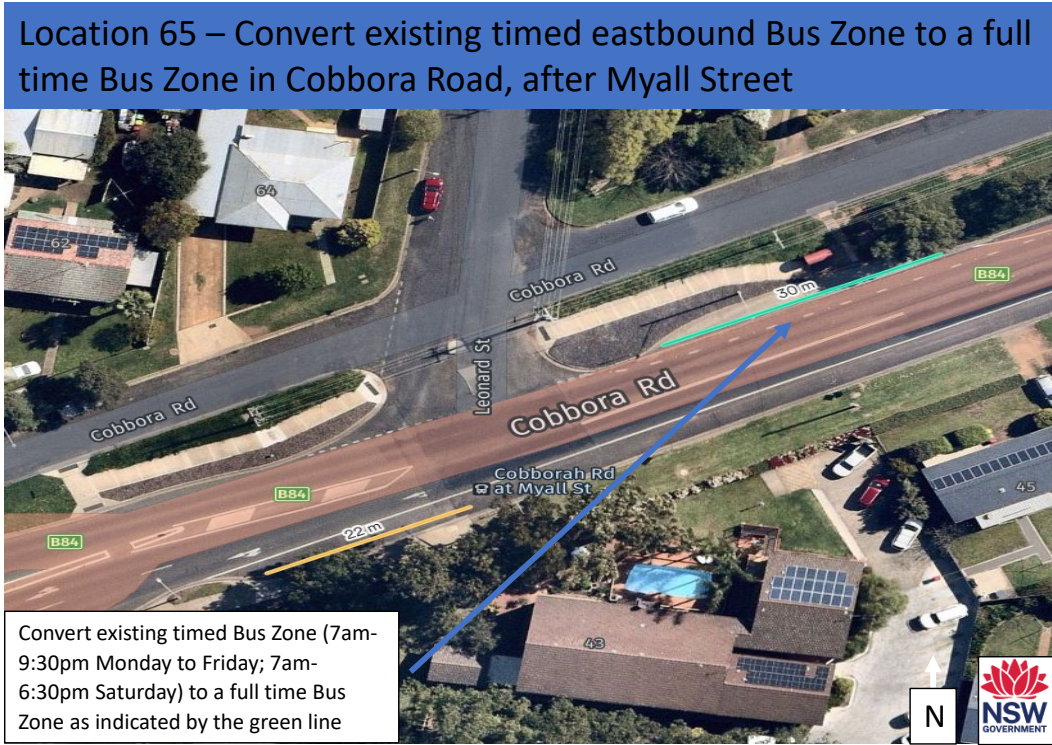 Location 65 – Convert existing timed eastbound Bus Zone to a full
time Bus Zone in Cobbora Road, after Myall Street
64
62
Cobbora Rd
30 m
B84
Leonard St
Cobbora Rd
Cobbora Rd
Cobborah Rd
at Myall St
B84
22 m
B84
45
43
Convert existing timed Bus Zone (7am-
9:30pm Monday to Friday; 7am-
6:30pm Saturday) to a full time Bus
Zone as indicated by the green line
N
NSW
GOVERNMENT